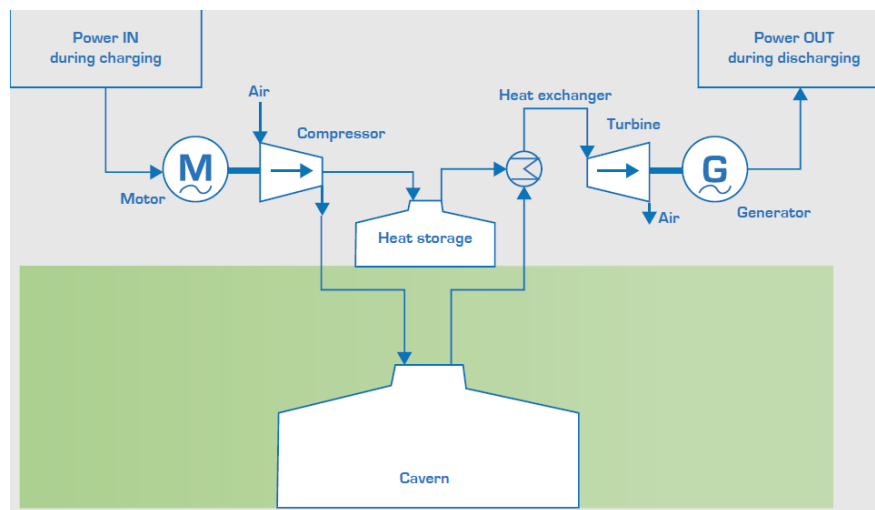 Power IN
during charging
Power OUT
during discharging
Air
Compressor
Heat exchanger
Turbine
M
G
Motor
Heat storage
Air
Generator
Cavern